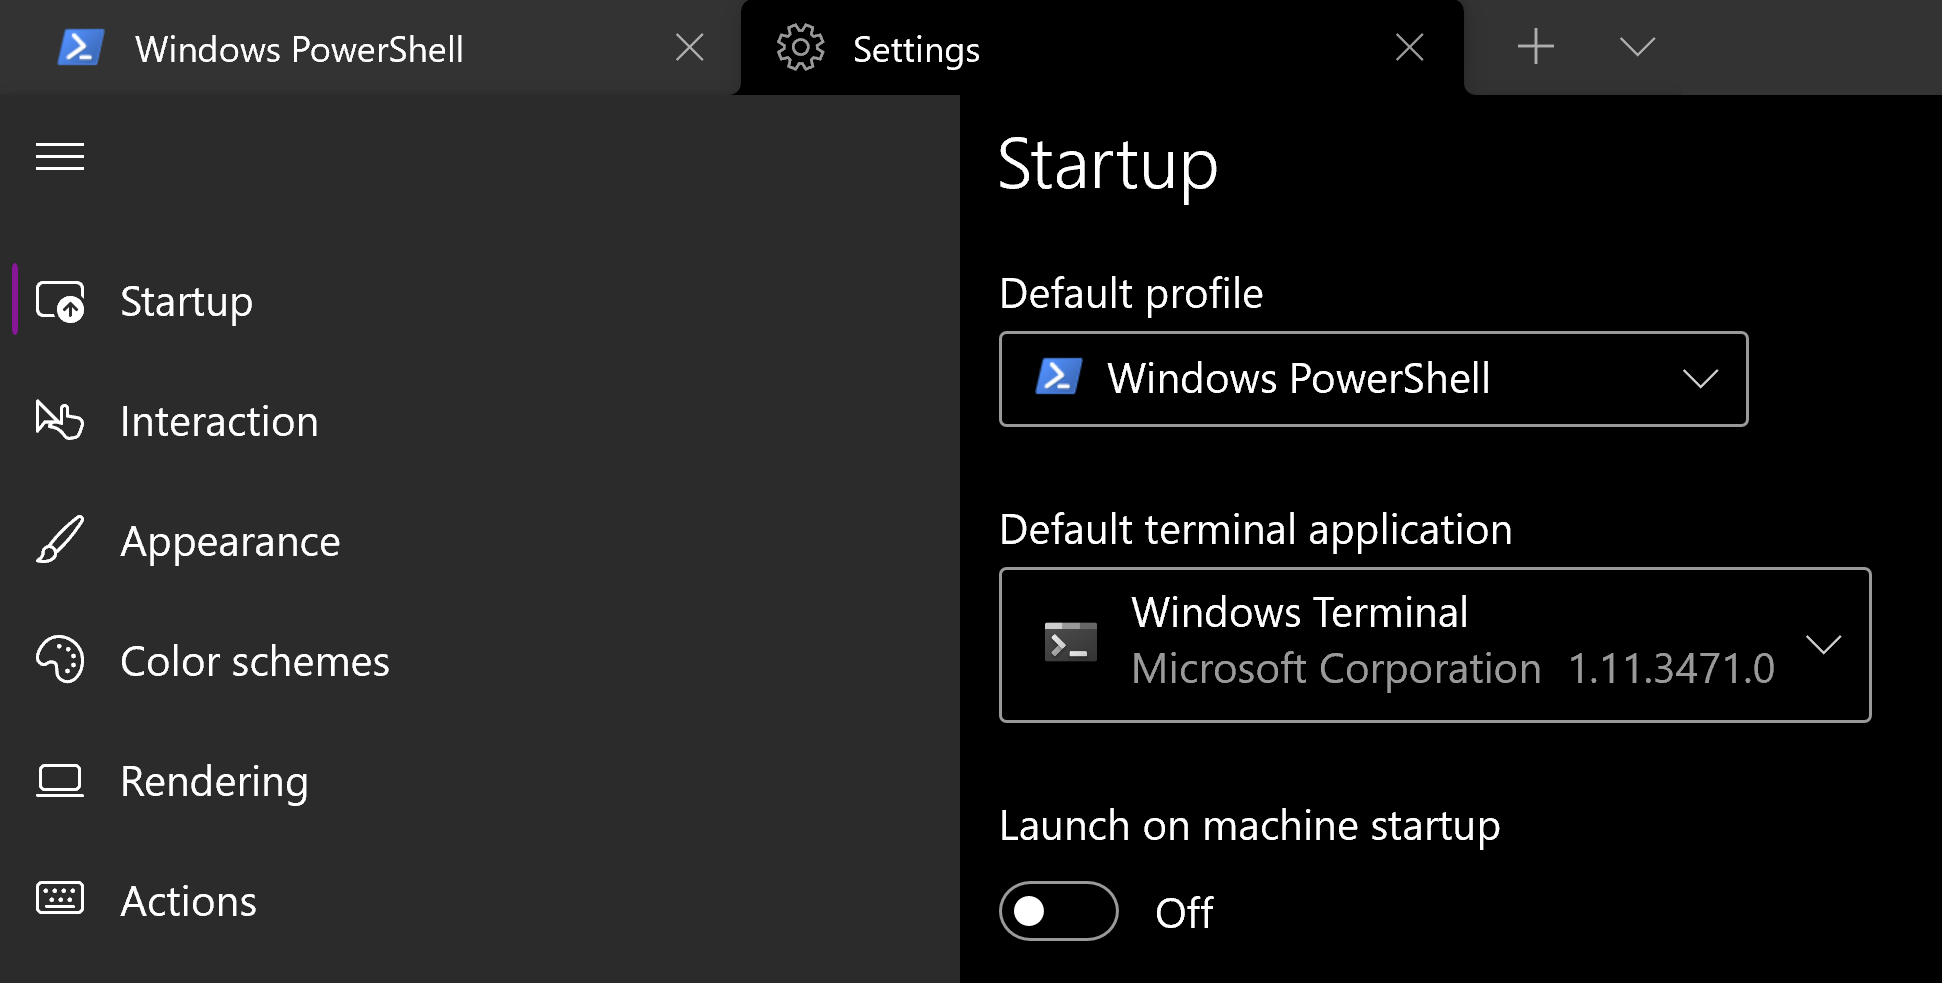 Windows PowerShell
Settings
Startup
Interaction
Appearance
Color schemes
Rendering
Actions
Startup
Default profile
Windows PowerShell
Default terminal application
Windows Terminal
Microsoft Corporation 1.11.3471.0
Launch on machine startup
Off